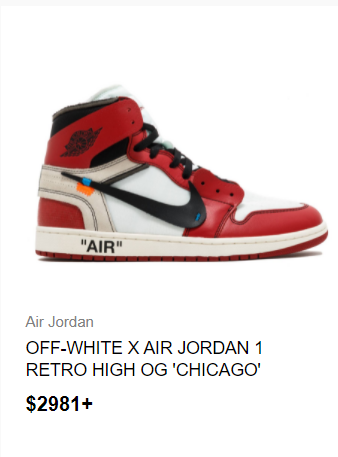 "AIR"
Air Jordan
OFF-WHITE X AIR JORDAN 1
RETRO HIGH OG 'CHICAGO'
$2981+